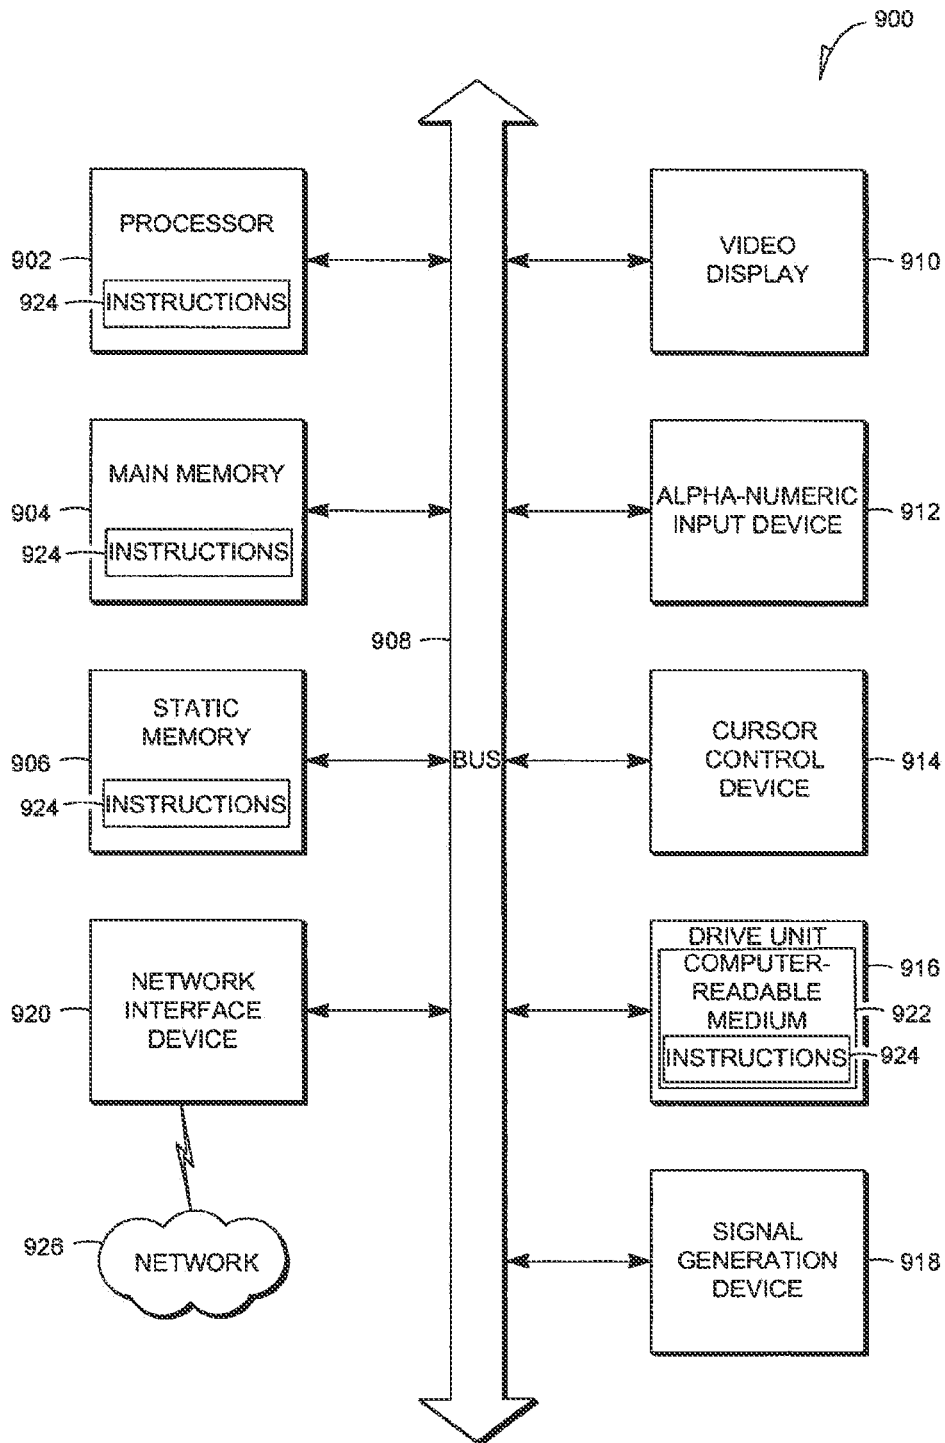 900
PROCESSOR
902
924
INSTRUCTIONS
VIDEO
DISPLAY
910
MAIN MEMORY
904
924
INSTRUCTIONS
ALPHA-NUMERIC
INPUT DEVICE
912
908
STATIC
MEMORY
906
924
INSTRUCTIONS
BUS
CURSOR
CONTROL
DEVICE
914
NETWORK
INTERFACE
DEVICE
920
DRIVE UNIT
916
COMPUTER-
READABLE
MEDIUM
922
INSTRUCTIONS
924
926
NETWORK
SIGNAL
GENERATION
DEVICE
918